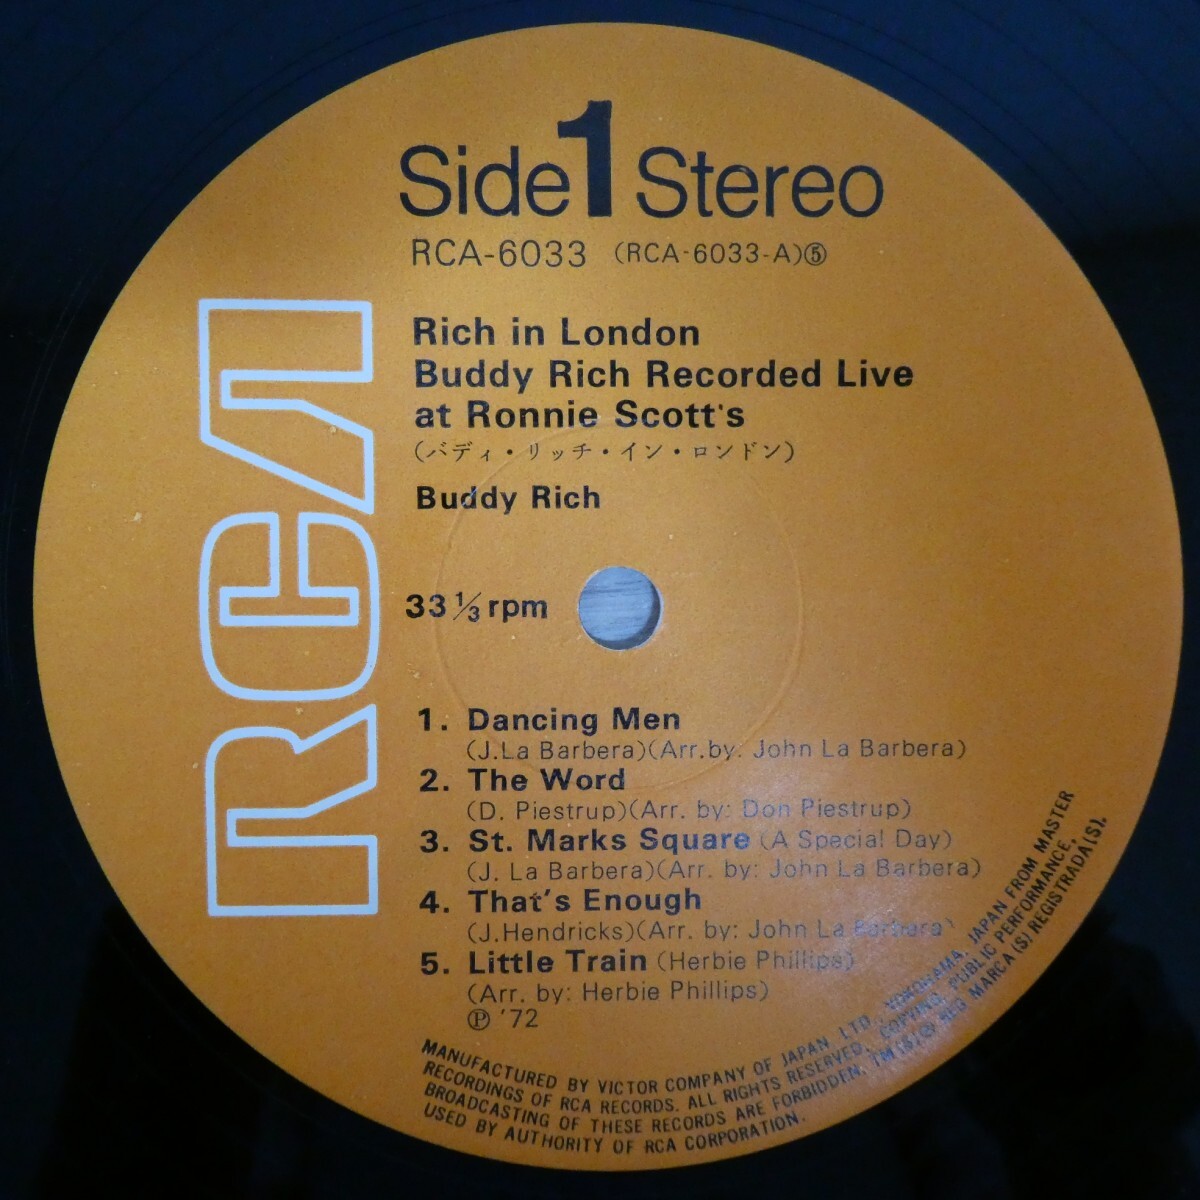 Side 1 Stereo
RCA-6033 (RCA-6033-A)⑤
Rich in London
Buddy Rich Recorded Live
at Ronnie Scott's
(バディ・リッチ・イン・ロンドン)
Buddy Rich
RCA
33 1/3 rpm
1. Dancing Men
(J.La Barbera)(Arr.by: John La Barbera)
2. The Word
(D. Piestrup)(Arr. by: Don Piestrup)
3. St. Marks Square (A Special Day)
(J. La Barbera)(Arr. by: John La Barbera)
4. That's Enough
(J.Hendricks)(Arr. by: John La Barbera)
5. Little Train (Herbie Phillips)
(Arr. by: Herbie Phillips)
Ⓟ '72
MANUFACTURED BY VICTOR COMPANY OF JAPAN, LTD., YOKOHAMA, JAPAN FROM MASTER
RECORDINGS OF RCA RECORDS. ALL RIGHTS RESERVED. COPYING, PUBLIC PERFORMANCE,
BROADCASTING OF THESE RECORDS ARE FORBIDDEN. TM(S)® REG MARCA(S) REGISTRADA(S).
USED BY AUTHORITY OF RCA CORPORATION.